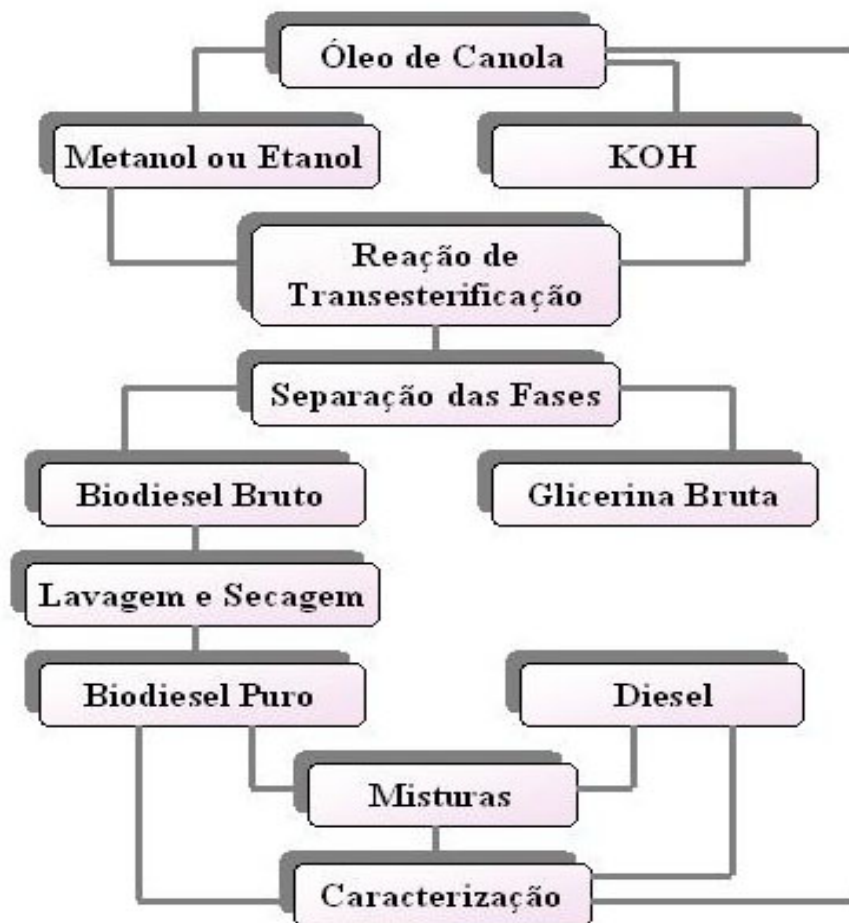 Óleo de Canola
Metanol ou Etanol
KOH
Reação de
Transesterificação
Separação das Fases
Biodiesel Bruto
Glicerina Bruta
Lavagem e Secagem
Biodiesel Puro
Diesel
Misturas
Caracterização